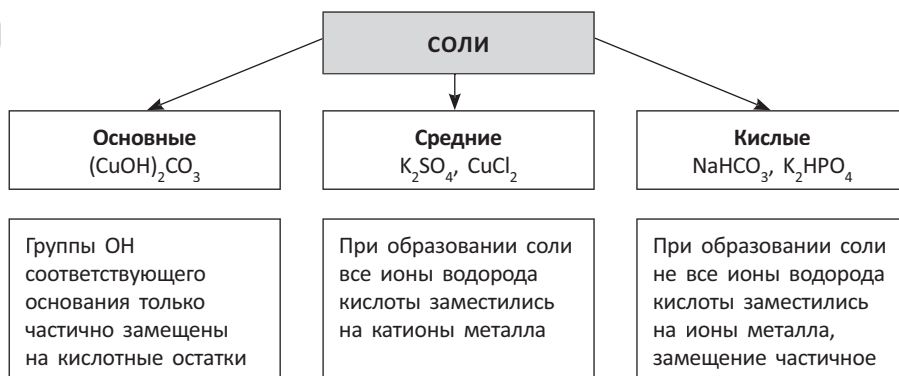 СОЛИ
Основные
(CuOH)₂CO₃
Средние
K₂SO₄, CuCl₂
Кислые
NaHCO₃, K₂HPO₄
Группы ОН
соответствующего
основания только
частично замещены
на кислотные остатки
При образовании соли
все ионы водорода
кислоты заместились
на катионы металла
При образовании соли
не все ионы водорода
кислоты заместились
на ионы металла,
замещение частичное